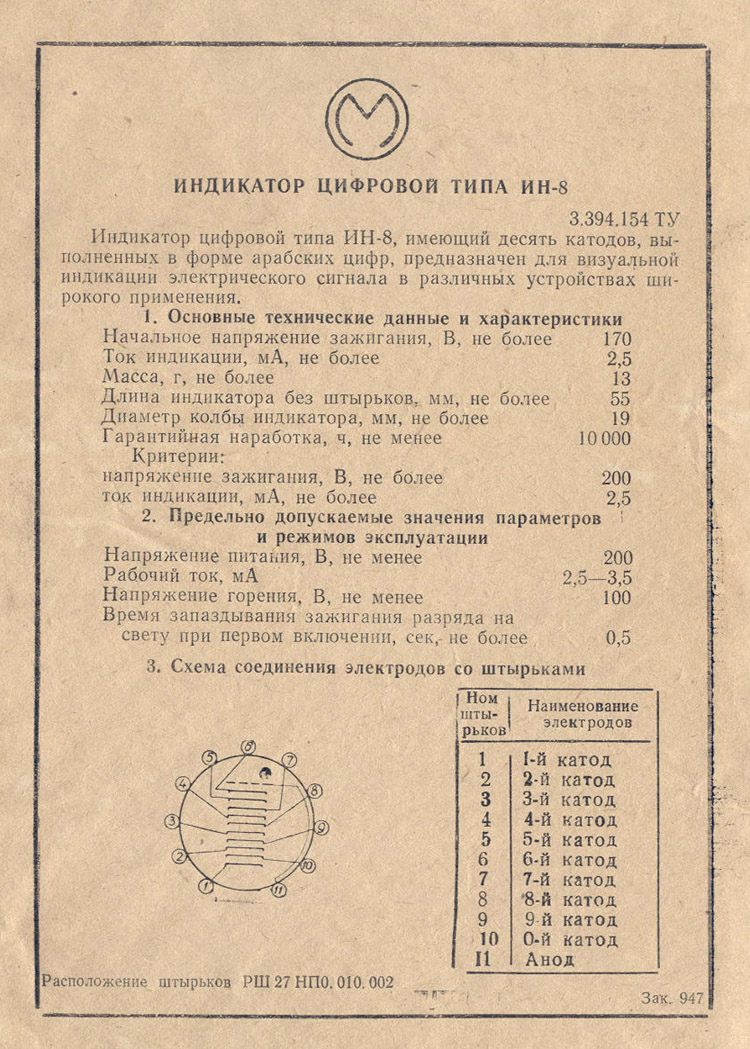 М
ИНДИКАТОР ЦИФРОВОЙ ТИПА ИН-8
3.394.154 ТУ
Индикатор цифровой типа ИН-8, имеющий десять катодов, вы-
полненных в форме арабских цифр, предназначен для визуальной
индикации электрического сигнала в различных устройствах ши-
рокого применения.
1. Основные технические данные и характеристики
Начальное напряжение зажигания, В, не более 170
Ток индикации, мА, не более 2,5
Масса, г, не более 13
Длина индикатора без штырьков, мм, не более 55
Диаметр колбы индикатора, мм, не более 19
Гарантийная наработка, ч, не менее 10 000
Критерии:
напряжение зажигания, В, не более 200
ток индикации, мА, не более 2,5
2. Предельно допускаемые значения параметров
и режимов эксплуатации
Напряжение питания, В, не менее 200
Рабочий ток, мА 2,5—3,5
Напряжение горения, В, не менее 100
Время запаздывания зажигания разряда на
свету при первом включении, сек, не более 0,5
3. Схема соединения электродов со штырьками
Ном
шты-
рьков
Наименование
электродов
1 1-й катод
2 2-й катод
3 3-й катод
4 4-й катод
5 5-й катод
6 6-й катод
7 7-й катод
8 8-й катод
9 9-й катод
10 0-й катод
11 Анод
6
5 7
4 8
3 9
2 10
1 11
Расположение штырьков РШ 27 НП0. 010. 002
Зак. 947